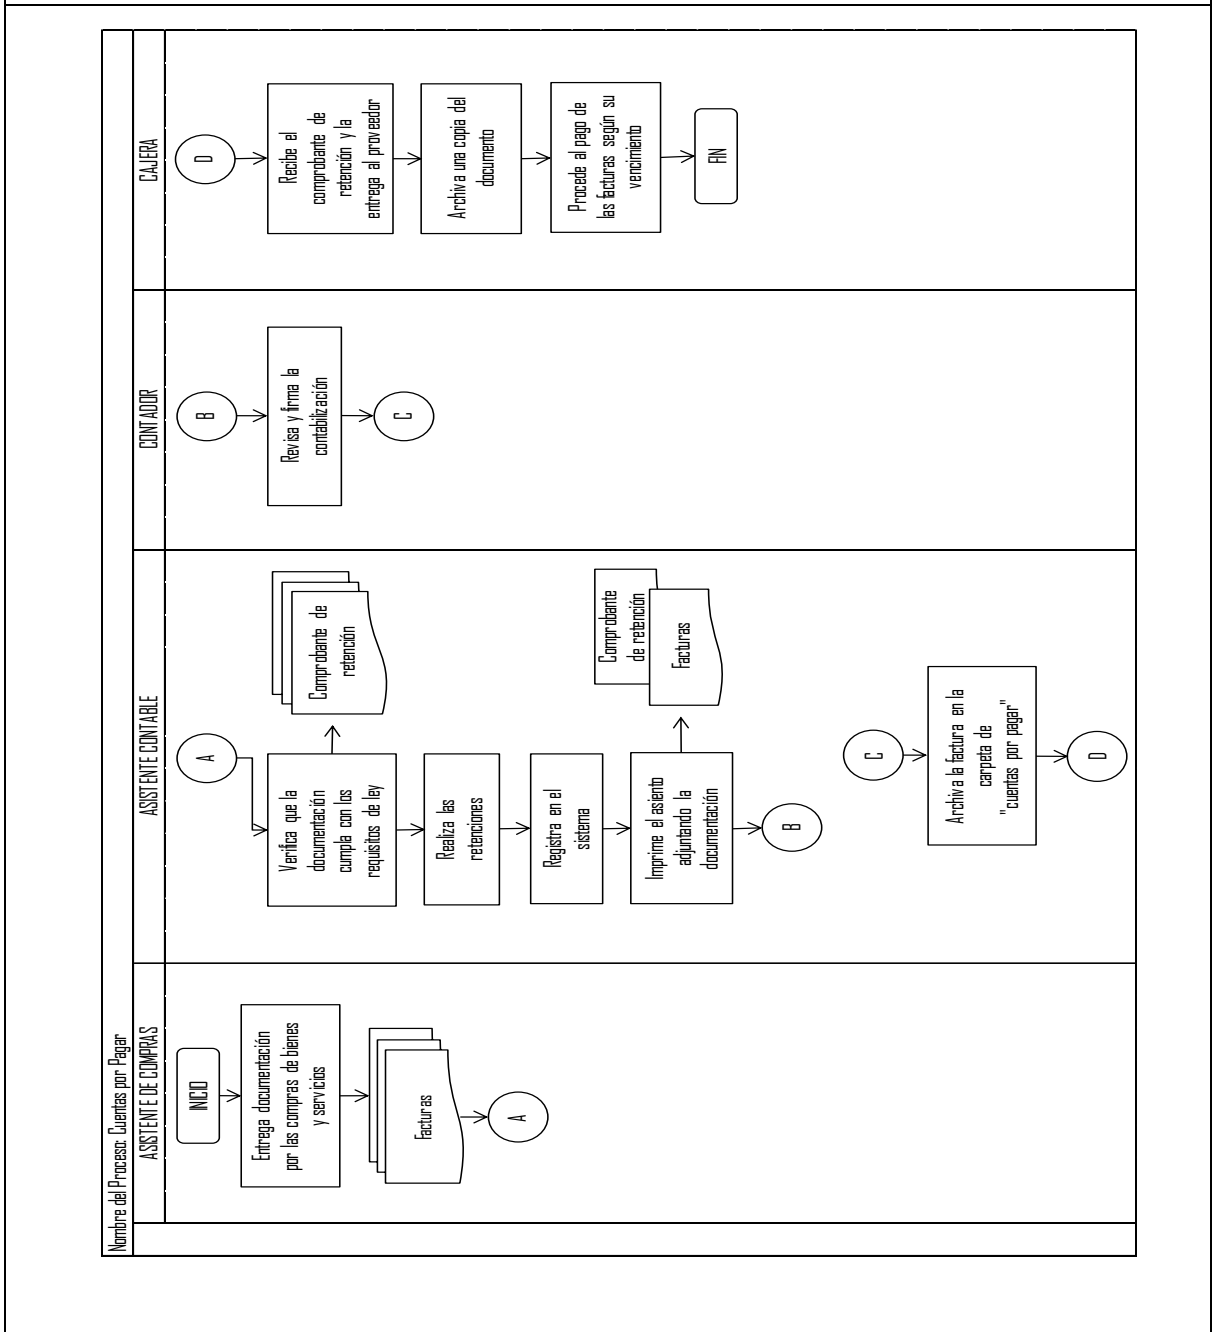 Nombre del Proceso: Cuentas por Pagar
ASISTENTE DE COMPRAS
INICIO
Entrega documentación
por las compras de bienes
y servicios
Facturas
A
ASISTENTE CONTABLE
A
Verifica que la
documentación
cumpla con los
requisitos de ley
Comprobante de
retención
Realiza las
retenciones
Registra en el
sistema
Imprime el asiento
adjuntando la
documentación
Comprobante
de retención
Facturas
B
C
Archiva la factura en la
carpeta de
"cuentas por pagar"
D
CONTADOR
B
Revisa y firma la
contabilización
C
CAJERA
D
Recibe el
comprobante de
retención y la
entrega al proveedor
Archiva una copia del
documento
Procede al pago de
las facturas según su
vencimiento
FIN